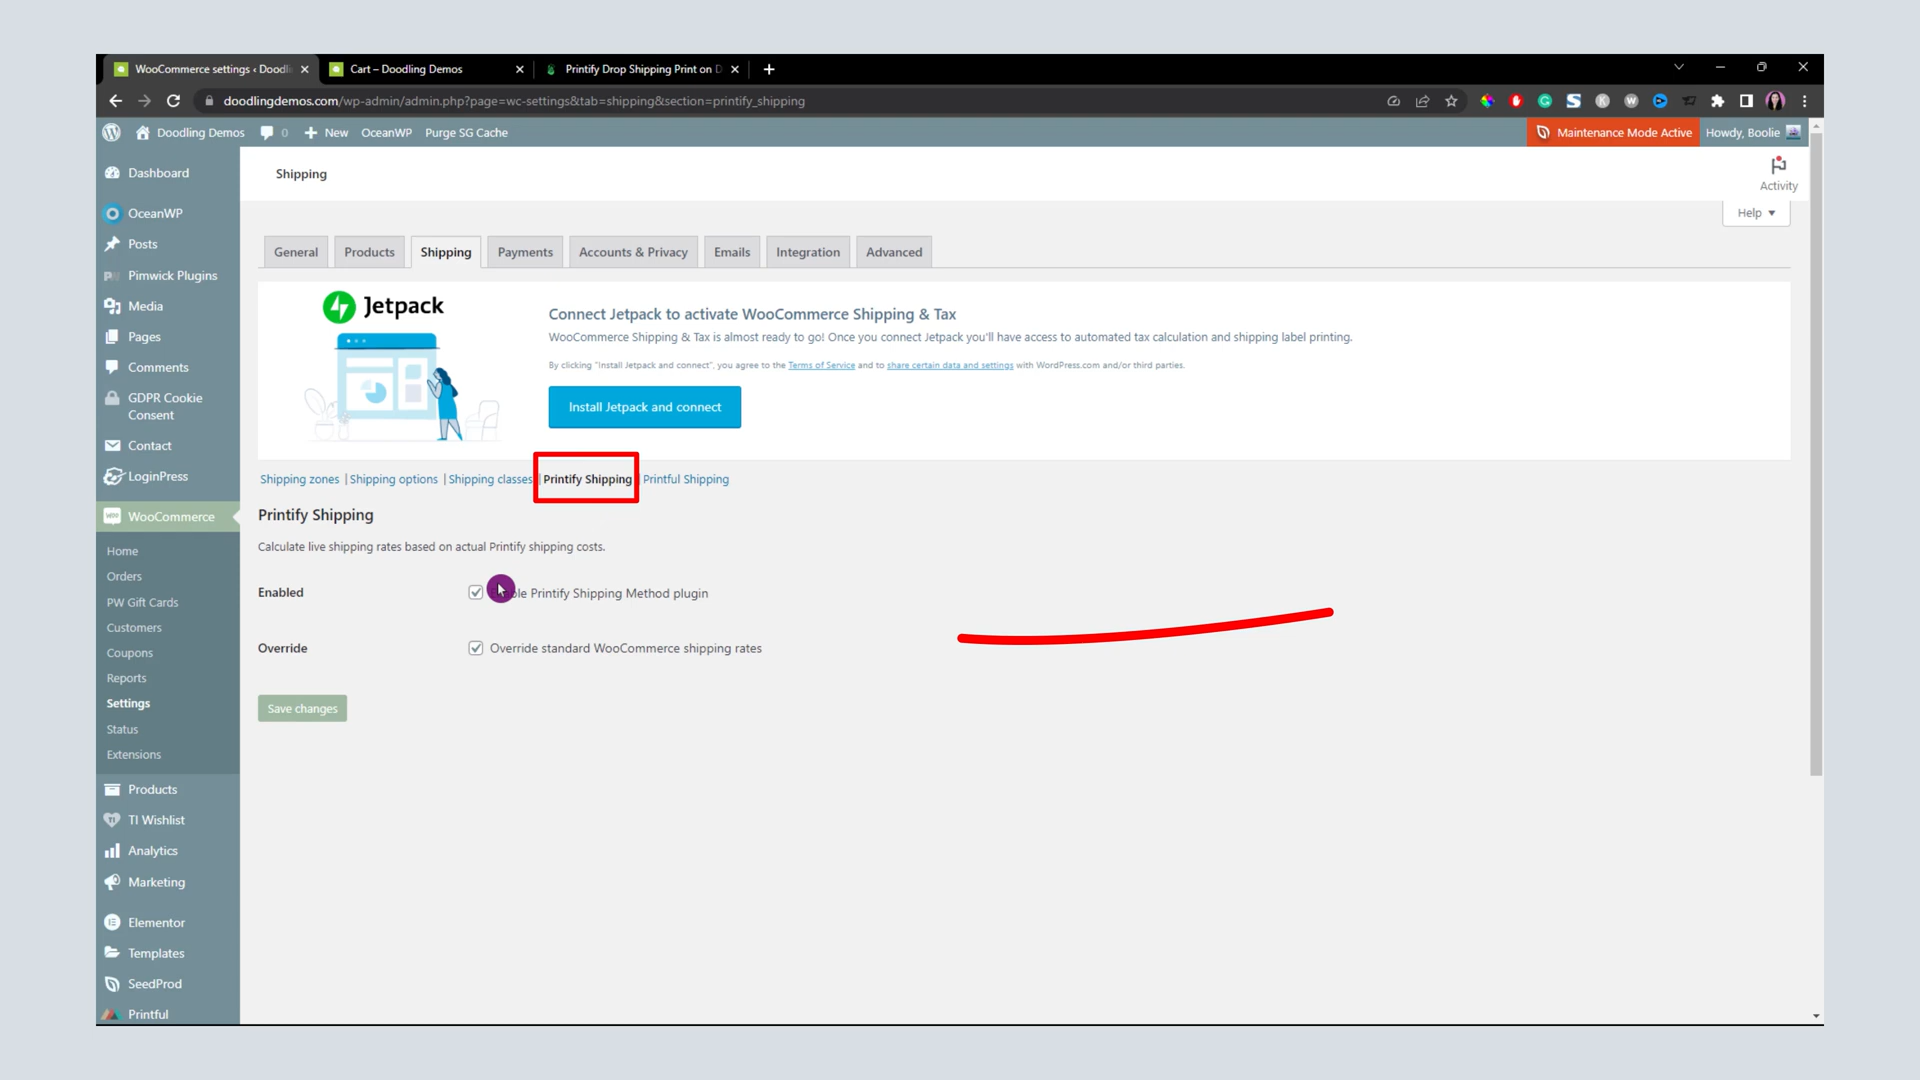 WooCommerce settings ‹ Doodli
Cart – Doodling Demos
Printify Drop Shipping Print on D
doodlingdemos.com/wp-admin/admin.php?page=wc-settings&tab=shipping&section=printify_shipping
Doodling Demos
0
New
OceanWP
Purge SG Cache
Maintenance Mode Active
Howdy, Boolie
Dashboard
OceanWP
Posts
Pimwick Plugins
Media
Pages
Comments
GDPR Cookie
Consent
Contact
LoginPress
WooCommerce
Home
Orders
PW Gift Cards
Customers
Coupons
Reports
Settings
Status
Extensions
Products
TI Wishlist
Analytics
Marketing
Elementor
Templates
SeedProd
Printful
Shipping
Activity
Help
General
Products
Shipping
Payments
Accounts & Privacy
Emails
Integration
Advanced
Jetpack
Connect Jetpack to activate WooCommerce Shipping & Tax
WooCommerce Shipping & Tax is almost ready to go! Once you connect Jetpack you'll have access to automated tax calculation and shipping label printing.
By clicking "Install Jetpack and connect", you agree to the Terms of Service and to share certain data and settings with WordPress.com and/or third parties.
Install Jetpack and connect
Shipping zones | Shipping options | Shipping classes | Printify Shipping | Printful Shipping
Printify Shipping
Calculate live shipping rates based on actual Printify shipping costs.
Enabled
Printify Shipping Method plugin
Override
Override standard WooCommerce shipping rates
Save changes